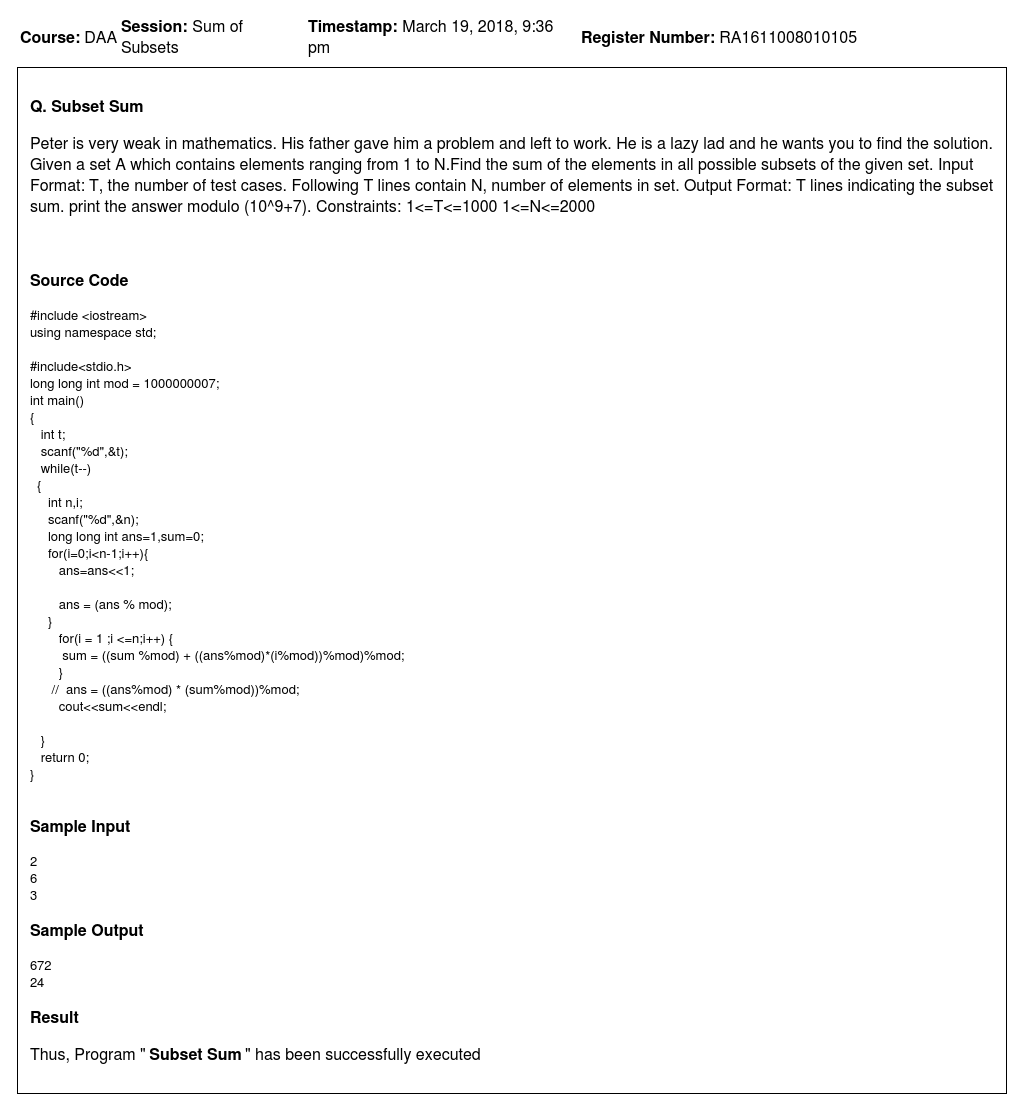 Course: DAA Session: Sum of Subsets Timestamp: March 19, 2018, 9:36 pm Register Number: RA1611008010105
Q. Subset Sum
Peter is very weak in mathematics. His father gave him a problem and left to work. He is a lazy lad and he wants you to find the solution.
Given a set A which contains elements ranging from 1 to N.Find the sum of the elements in all possible subsets of the given set. Input
Format: T, the number of test cases. Following T lines contain N, number of elements in set. Output Format: T lines indicating the subset
sum. print the answer modulo (10^9+7). Constraints: 1<=T<=1000 1<=N<=2000
Source Code
#include <iostream>
using namespace std;
#include<stdio.h>
long long int mod = 1000000007;
int main()
{
int t;
scanf("%d",&t);
while(t--)
{
int n,i;
scanf("%d",&n);
long long int ans=1,sum=0;
for(i=0;i<n-1;i++){
ans=ans<<1;
ans = (ans % mod);
}
for(i = 1 ;i <=n;i++) {
sum = ((sum %mod) + ((ans%mod)*(i%mod))%mod)%mod;
}
// ans = ((ans%mod) * (sum%mod))%mod;
cout<<sum<<endl;
}
return 0;
}
Sample Input
2
6
3
Sample Output
672
24
Result
Thus, Program " Subset Sum " has been successfully executed